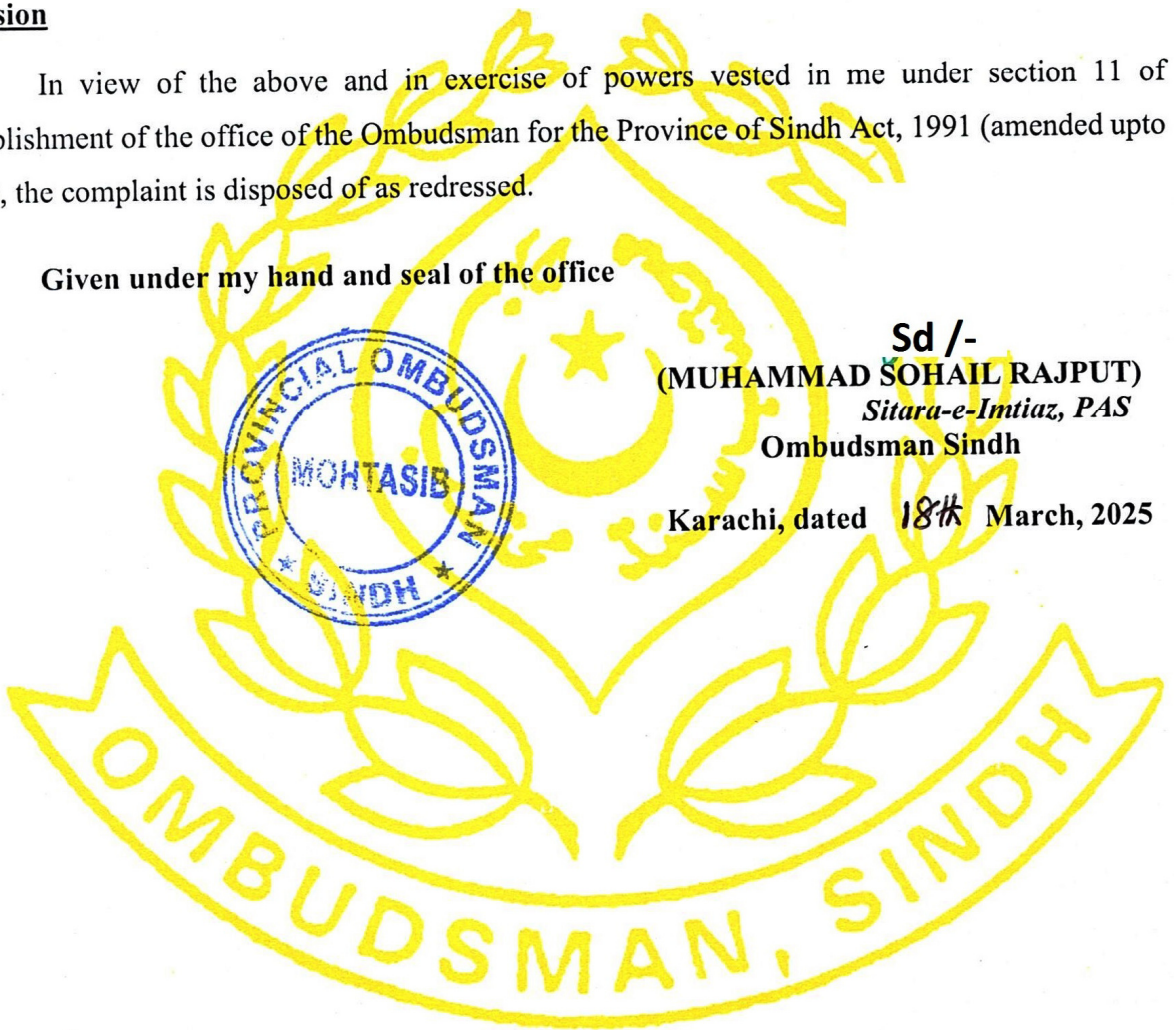 sion
In view of the above and in exercise of powers vested in me under section 11 of
blishment of the office of the Ombudsman for the Province of Sindh Act, 1991 (amended upto
, the complaint is disposed of as redressed.
Given under my hand and seal of the office
PROVINCIAL OMBUDSMAN
MOHTASIB
★ SINDH ★
Sd /-
(MUHAMMAD SOHAIL RAJPUT)
Sitara-e-Imtiaz, PAS
Ombudsman Sindh
Karachi, dated 18th March, 2025
OMBUDSMAN, SINDH